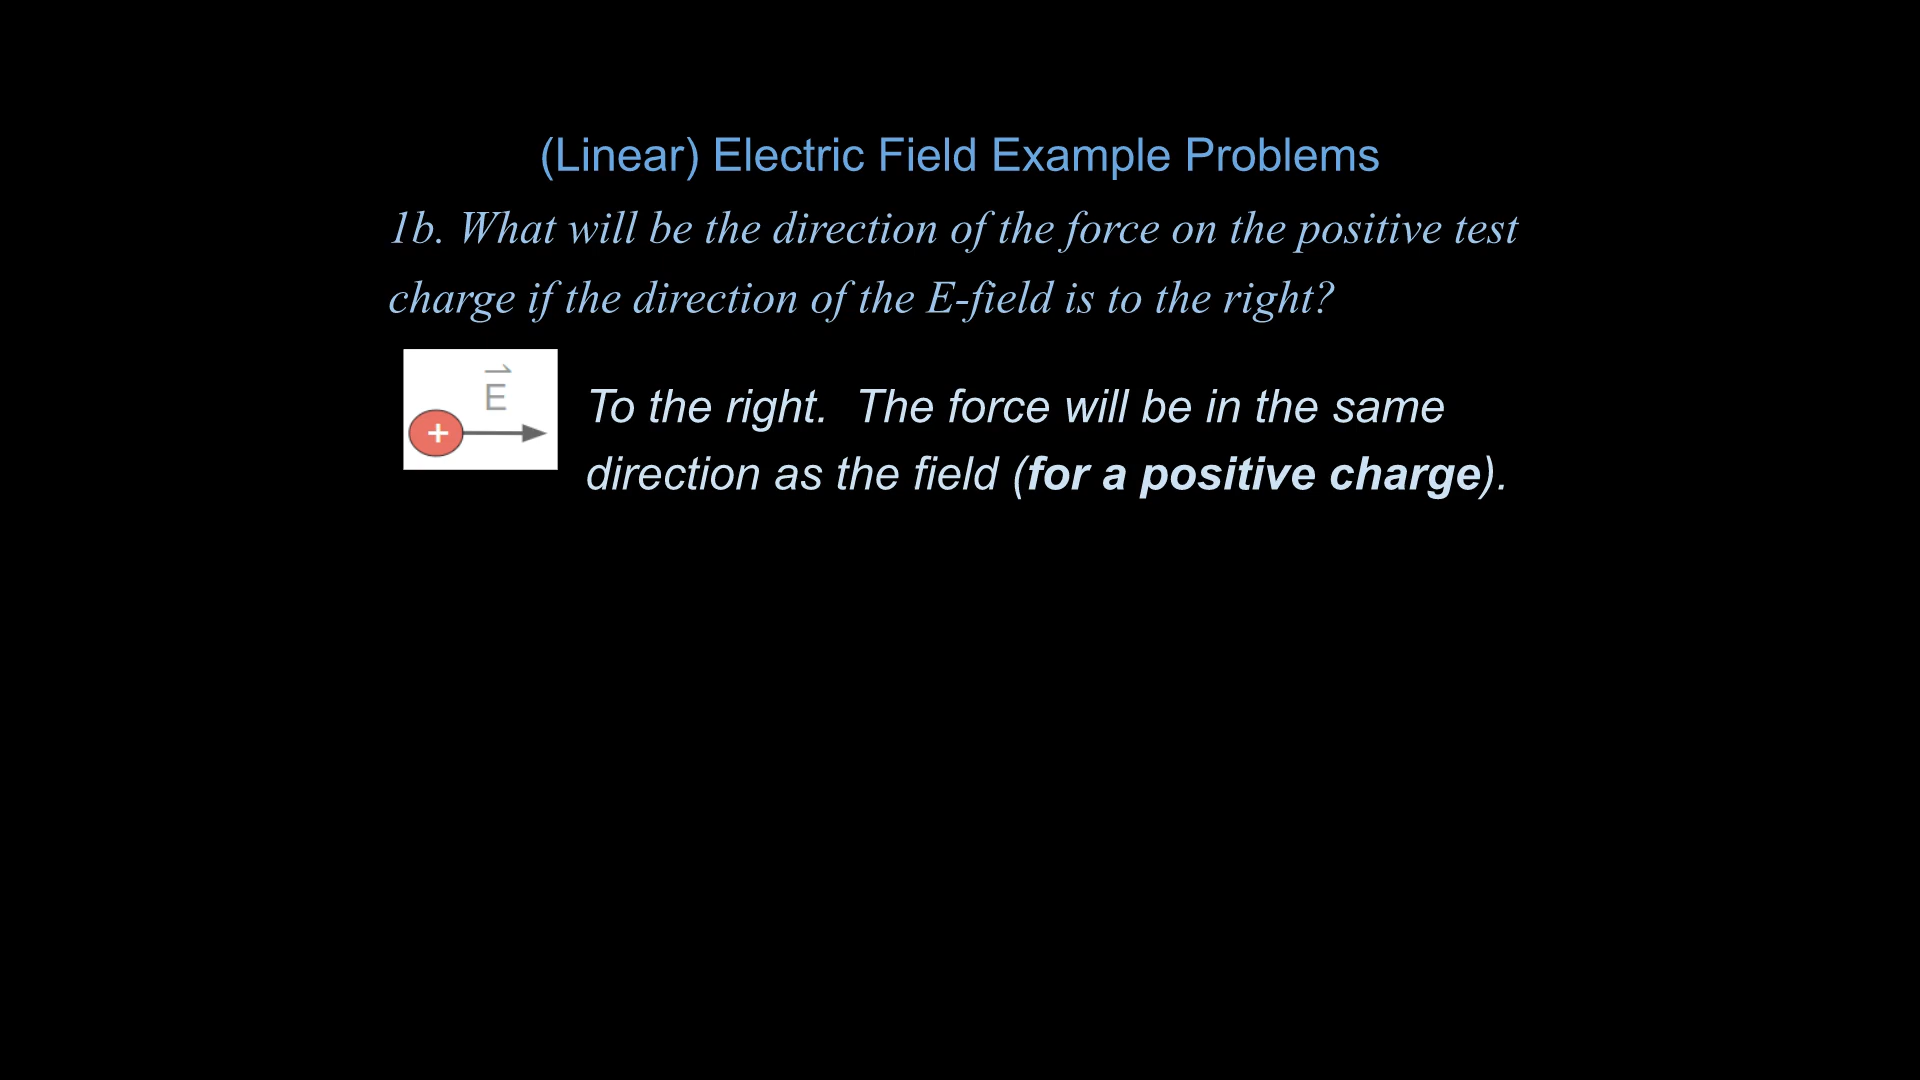 (Linear) Electric Field Example Problems
1b. What will be the direction of the force on the positive test
charge if the direction of the E-field is to the right?
E
+
To the right. The force will be in the same
direction as the field (for a positive charge).